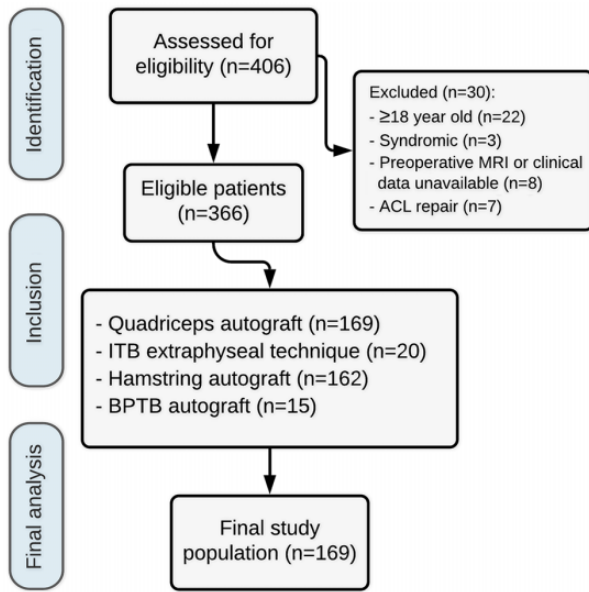 Identification
Assessed for
eligibility (n=406)
Excluded (n=30):
- ≥18 year old (n=22)
- Syndromic (n=3)
- Preoperative MRI or clinical
data unavailable (n=8)
- ACL repair (n=7)
Eligible patients
(n=366)
Inclusion
- Quadriceps autograft (n=169)
- ITB extraphyseal technique (n=20)
- Hamstring autograft (n=162)
- BPTB autograft (n=15)
Final analysis
Final study
population (n=169)